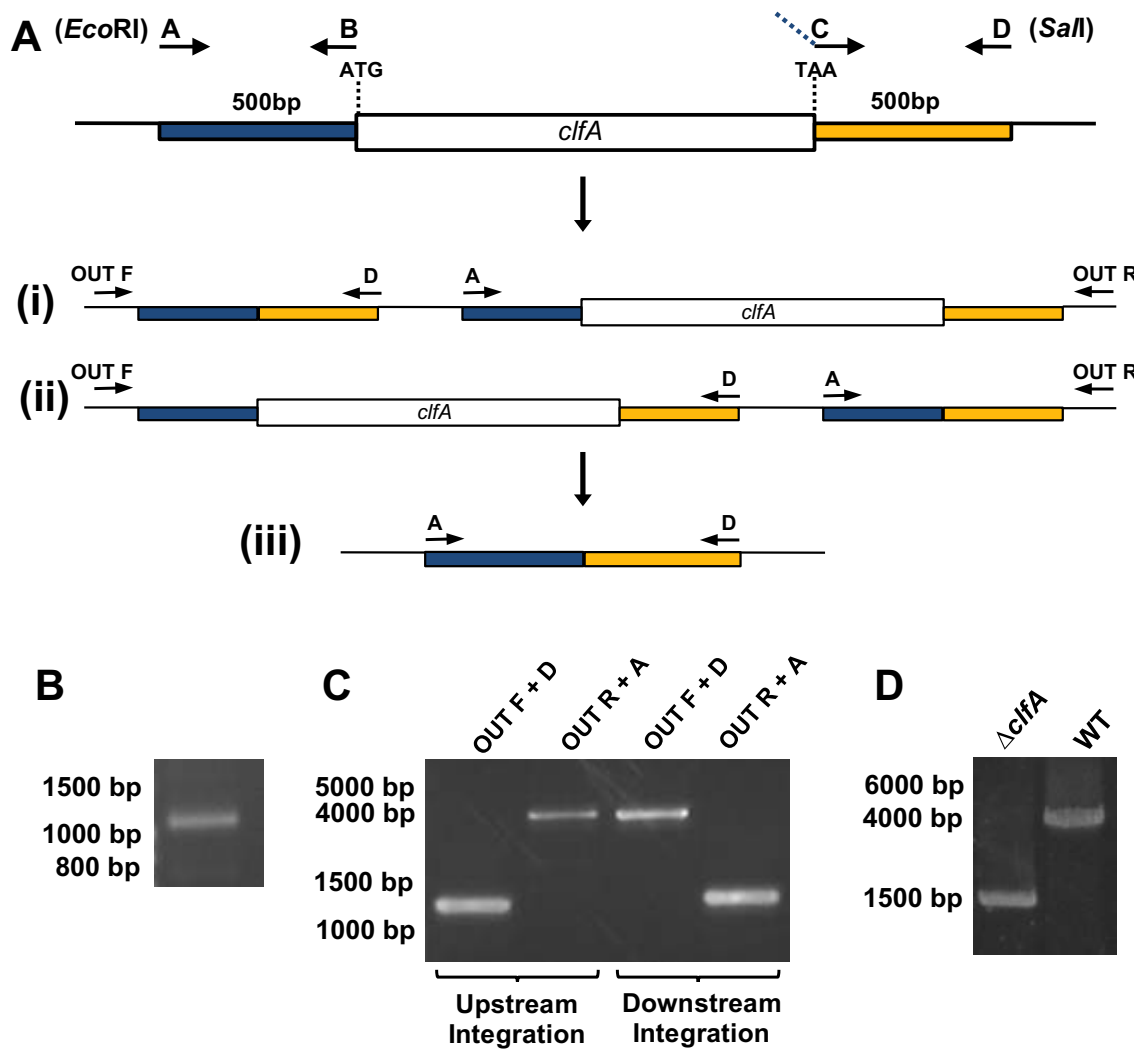 A (EcoRI) A B C D (SalI)
ATG TAA
500bp 500bp
clfA
(i) OUT F D A OUT R
clfA
(ii) OUT F D A OUT R
clfA
(iii) A D
B
1500 bp
1000 bp
800 bp
C
OUT F + D
OUT R + A
OUT F + D
OUT R + A
5000 bp
4000 bp
1500 bp
1000 bp
Upstream
Integration
Downstream
Integration
D
ΔclfA
WT
6000 bp
4000 bp
1500 bp